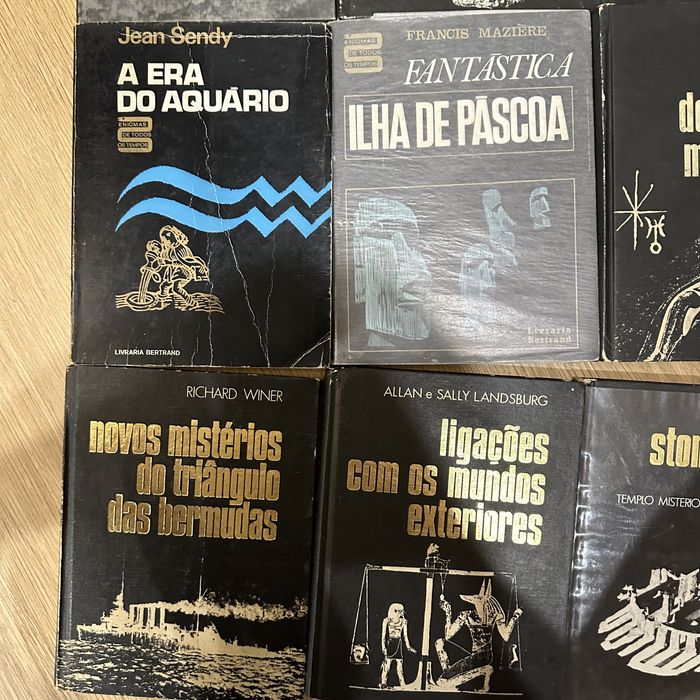 Jean Sendy
A ERA
DO AQUÁRIO
ENIGMAS
DE TODOS
OS TEMPOS
LIVRARIA BERTRAND
ENIGMAS
DE TODOS
OS TEMPOS
FRANCIS MAZIÈRE
FANTÁSTICA
ILHA DE PÁSCOA
Livraria
Bertrand
de
m
RICHARD WINER
novos mistérios
do triângulo
das bermudas
ALLAN e SALLY LANDSBURG
ligações
com os mundos
exteriores
ston
TEMPLO MISTERIO